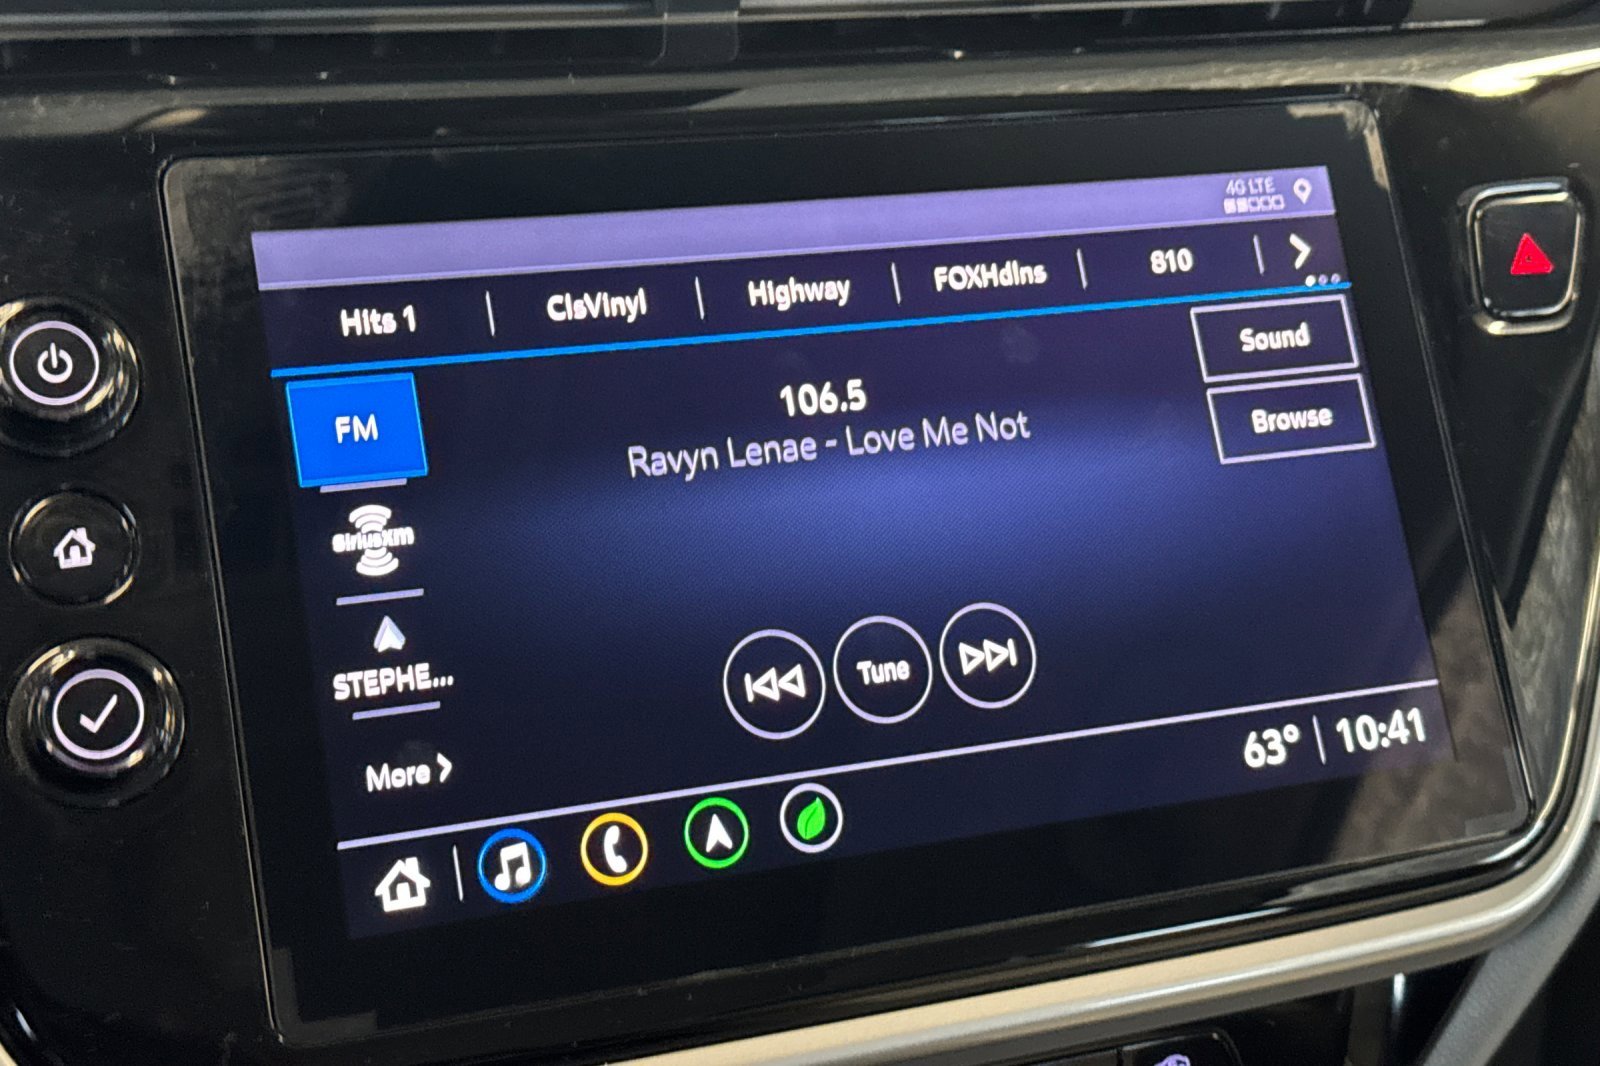 4G LTE
Hits 1
ClsVinyl
Highway
FOXHdlns
810
Sound
FM
106.5
Browse
Ravyn Lenae - Love Me Not
SiriusXM
STEPHE...
Tune
More
63° | 10:41